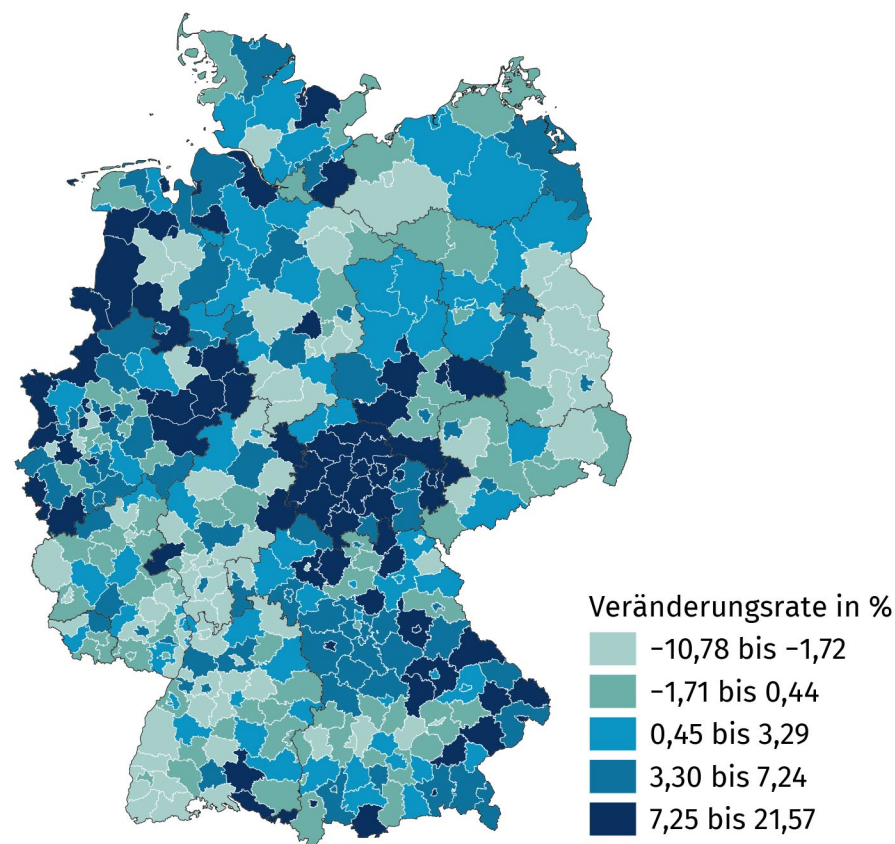 Veränderungsrate in %
−10,78 bis −1,72
−1,71 bis 0,44
0,45 bis 3,29
3,30 bis 7,24
7,25 bis 21,57